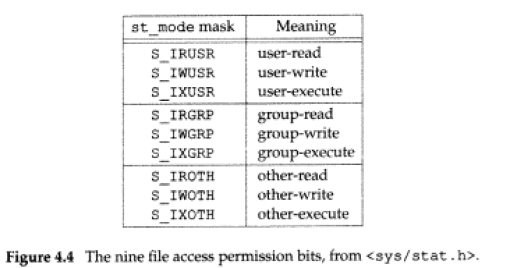 st_mode mask Meaning
S_IRUSR user-read
S_IWUSR user-write
S_IXUSR user-execute
S_IRGRP group-read
S_IWGRP group-write
S_IXGRP group-execute
S_IROTH other-read
S_IWOTH other-write
S_IXOTH other-execute
Figure 4.4 The nine file access permission bits, from <sys/stat.h>.